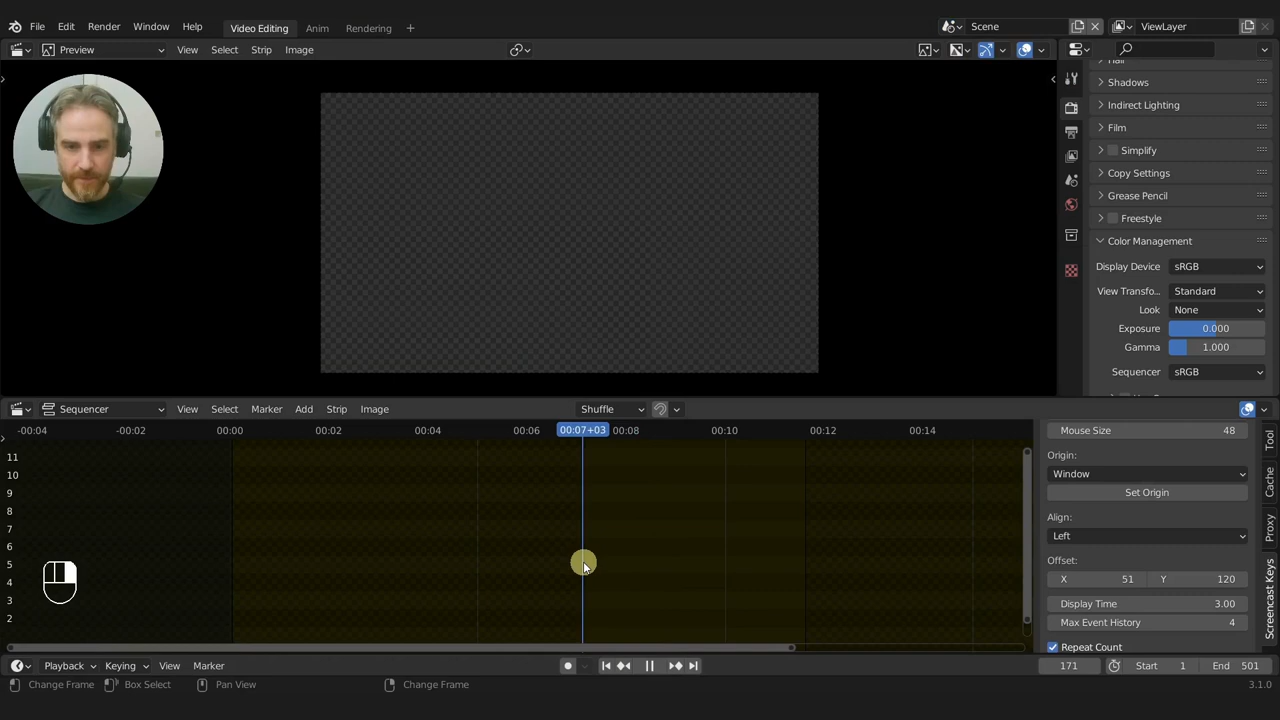 File Edit Render Window Help Video Editing Anim Rendering + Scene ViewLayer
Preview View Select Strip Image
Shadows
Indirect Lighting
Film
Simplify
Copy Settings
Grease Pencil
Freestyle
Color Management
Display Device sRGB
View Transfo... Standard
Look None
Exposure 0.000
Gamma 1.000
Sequencer sRGB
Sequencer View Select Marker Add Strip Image Shuffle
-00:04 -00:02 00:00 00:02 00:04 00:06 00:07+03 00:08 00:10 00:12 00:14
11
10
9
8
7
6
5
4
3
2
Mouse Size 48
Origin:
Window
Set Origin
Align:
Left
Offset:
X 51 Y 120
Display Time 3.00
Max Event History 4
Repeat Count
Tool
Cache
Proxy
Screencast Keys
Playback Keying View Marker 171 Start 1 End 501
Change Frame Box Select Pan View Change Frame 3.1.0